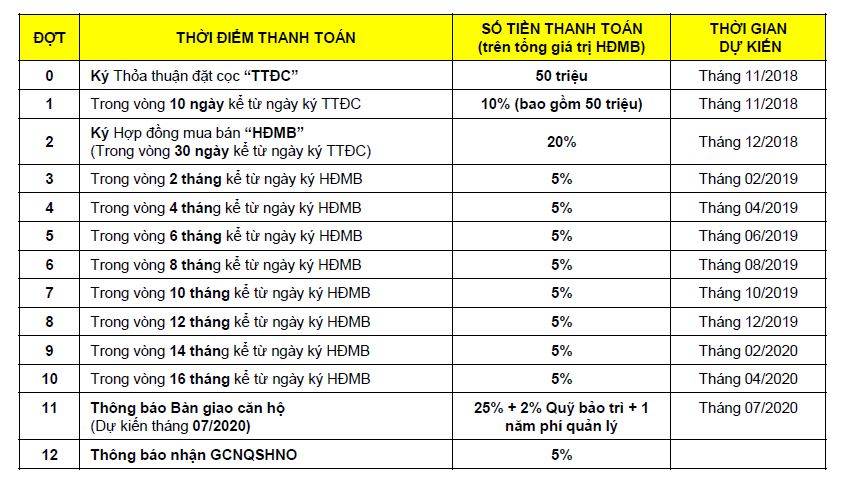 ĐỢT THỜI ĐIỂM THANH TOÁN SỐ TIỀN THANH TOÁN (trên tổng giá trị HĐMB) THỜI GIAN DỰ KIẾN
0 Ký Thỏa thuận đặt cọc “TTĐC” 50 triệu Tháng 11/2018
1 Trong vòng 10 ngày kể từ ngày ký TTĐC 10% (bao gồm 50 triệu) Tháng 11/2018
2 Ký Hợp đồng mua bán “HĐMB”
(Trong vòng 30 ngày kể từ ngày ký TTĐC) 20% Tháng 12/2018
3 Trong vòng 2 tháng kể từ ngày ký HĐMB 5% Tháng 02/2019
4 Trong vòng 4 tháng kể từ ngày ký HĐMB 5% Tháng 04/2019
5 Trong vòng 6 tháng kể từ ngày ký HĐMB 5% Tháng 06/2019
6 Trong vòng 8 tháng kể từ ngày ký HĐMB 5% Tháng 08/2019
7 Trong vòng 10 tháng kể từ ngày ký HĐMB 5% Tháng 10/2019
8 Trong vòng 12 tháng kể từ ngày ký HĐMB 5% Tháng 12/2019
9 Trong vòng 14 tháng kể từ ngày ký HĐMB 5% Tháng 02/2020
10 Trong vòng 16 tháng kể từ ngày ký HĐMB 5% Tháng 04/2020
11 Thông báo Bàn giao căn hộ
(Dự kiến tháng 07/2020) 25% + 2% Quỹ bảo trì + 1 năm phí quản lý Tháng 07/2020
12 Thông báo nhận GCNQSHNO 5%